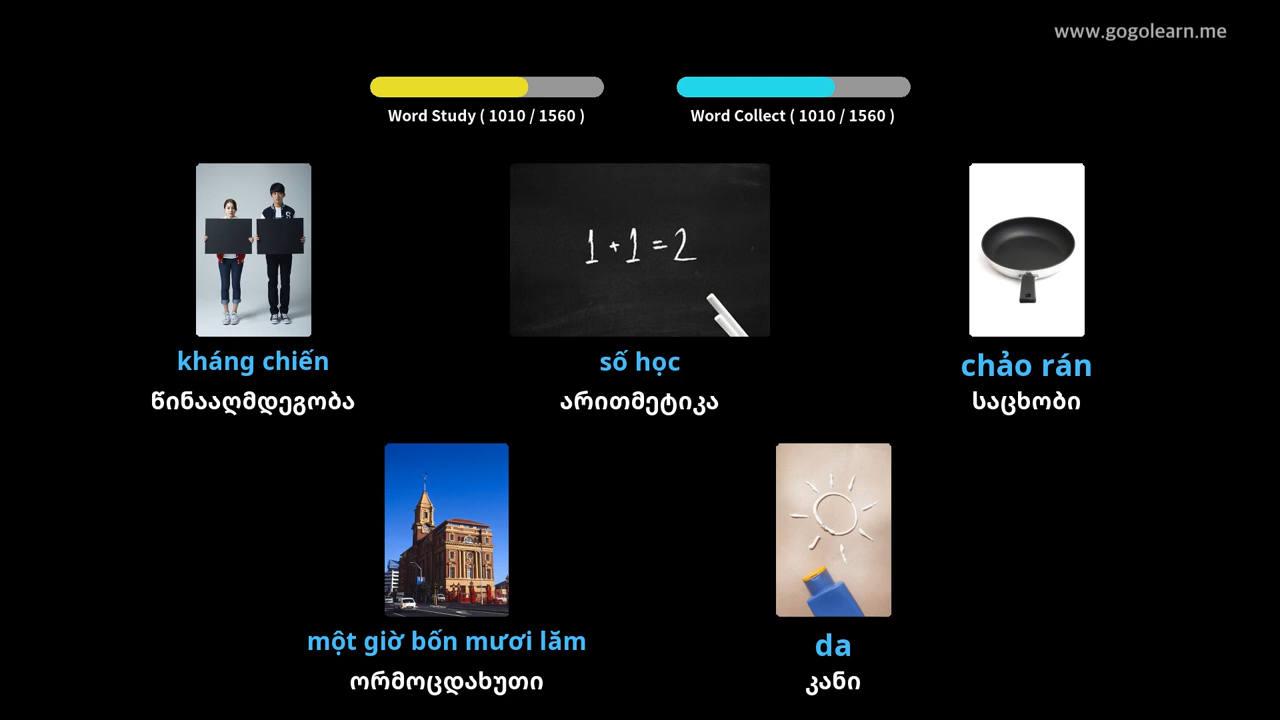 www.gogolearn.me
Word Study ( 1010 / 1560 )
Word Collect ( 1010 / 1560 )
1 + 1 = 2
kháng chiến
წინააღმდეგობა
số học
არითმეტიკა
chảo rán
საცხობი
một giờ bốn mươi lăm
ორმოცდახუთი
da
კანი